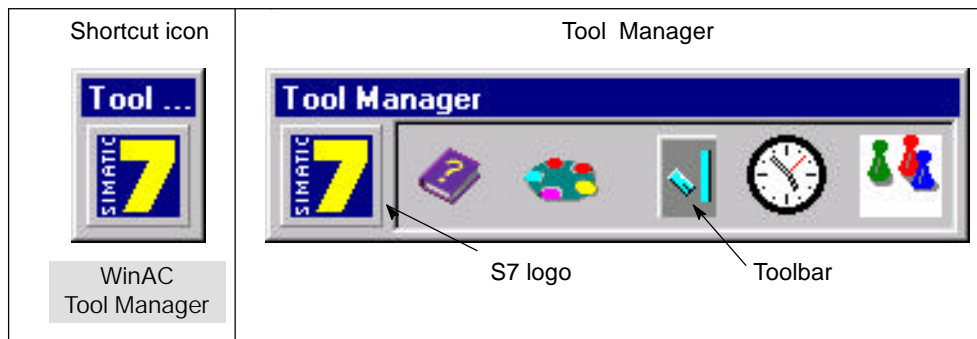 Shortcut icon
Tool Manager
Tool ...
SIMATIC
7
WinAC
Tool Manager
Tool Manager
SIMATIC
7
?
S7 logo
Toolbar